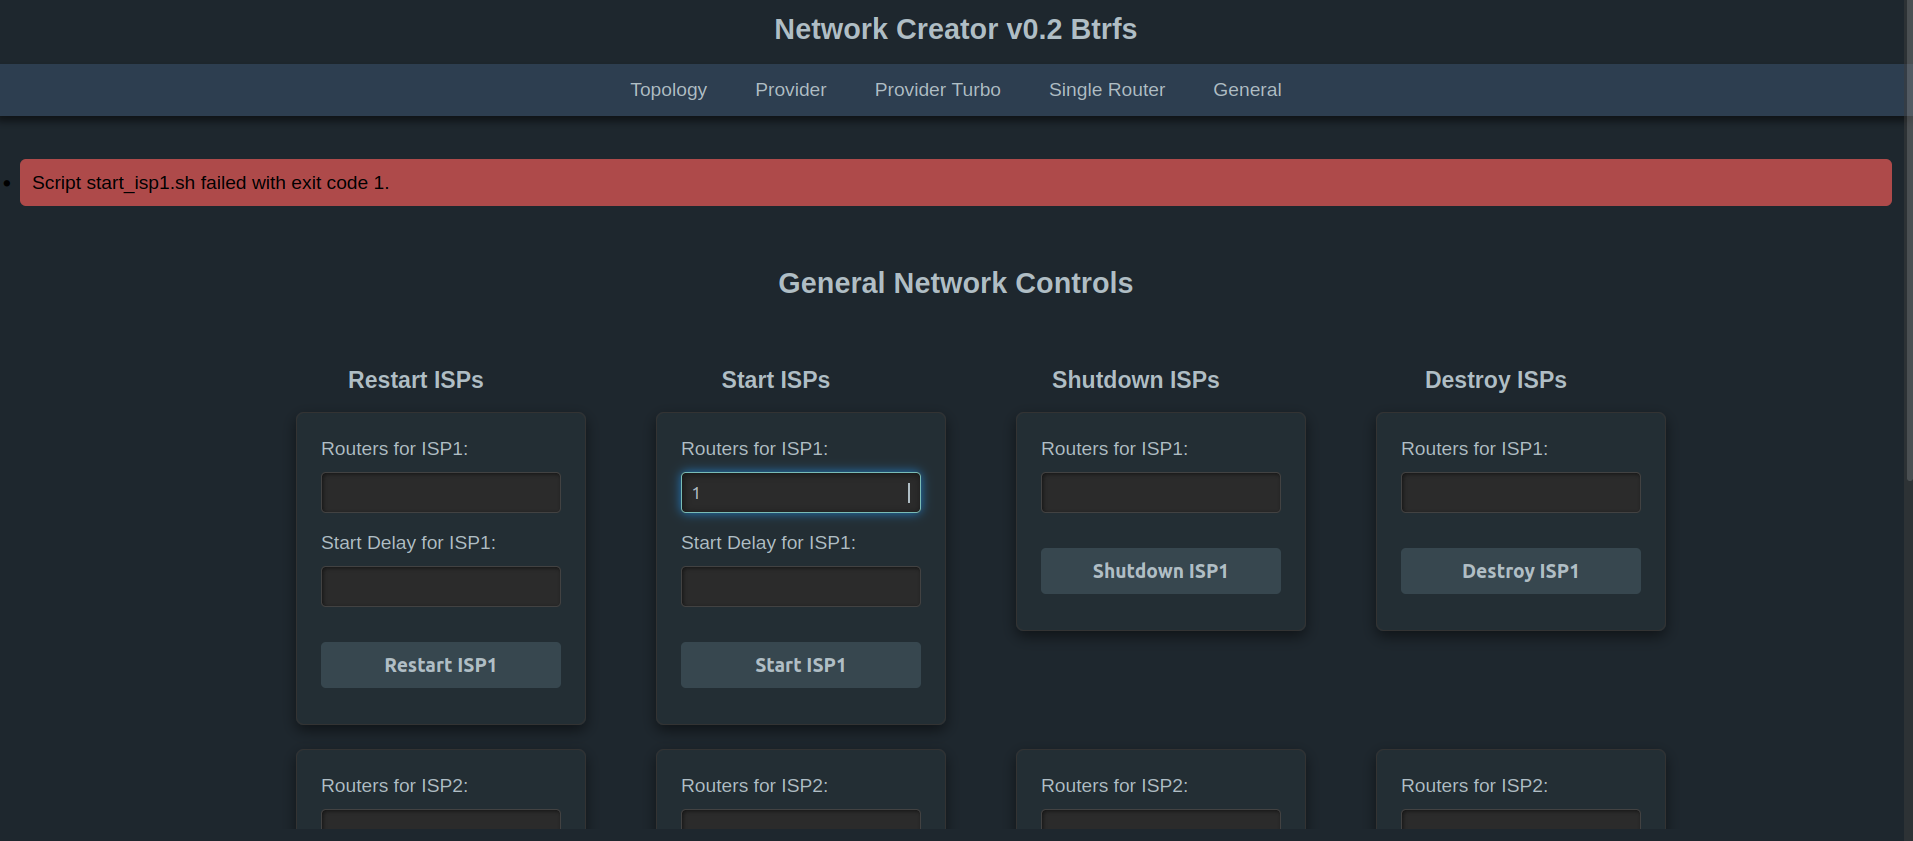 Network Creator v0.2 Btrfs
Topology Provider Provider Turbo Single Router General
Script start_isp1.sh failed with exit code 1.
General Network Controls
Restart ISPs
Routers for ISP1:
Start Delay for ISP1:
Restart ISP1
Routers for ISP2:
Start ISPs
Routers for ISP1:
1
Start Delay for ISP1:
Start ISP1
Routers for ISP2:
Shutdown ISPs
Routers for ISP1:
Shutdown ISP1
Routers for ISP2:
Destroy ISPs
Routers for ISP1:
Destroy ISP1
Routers for ISP2: